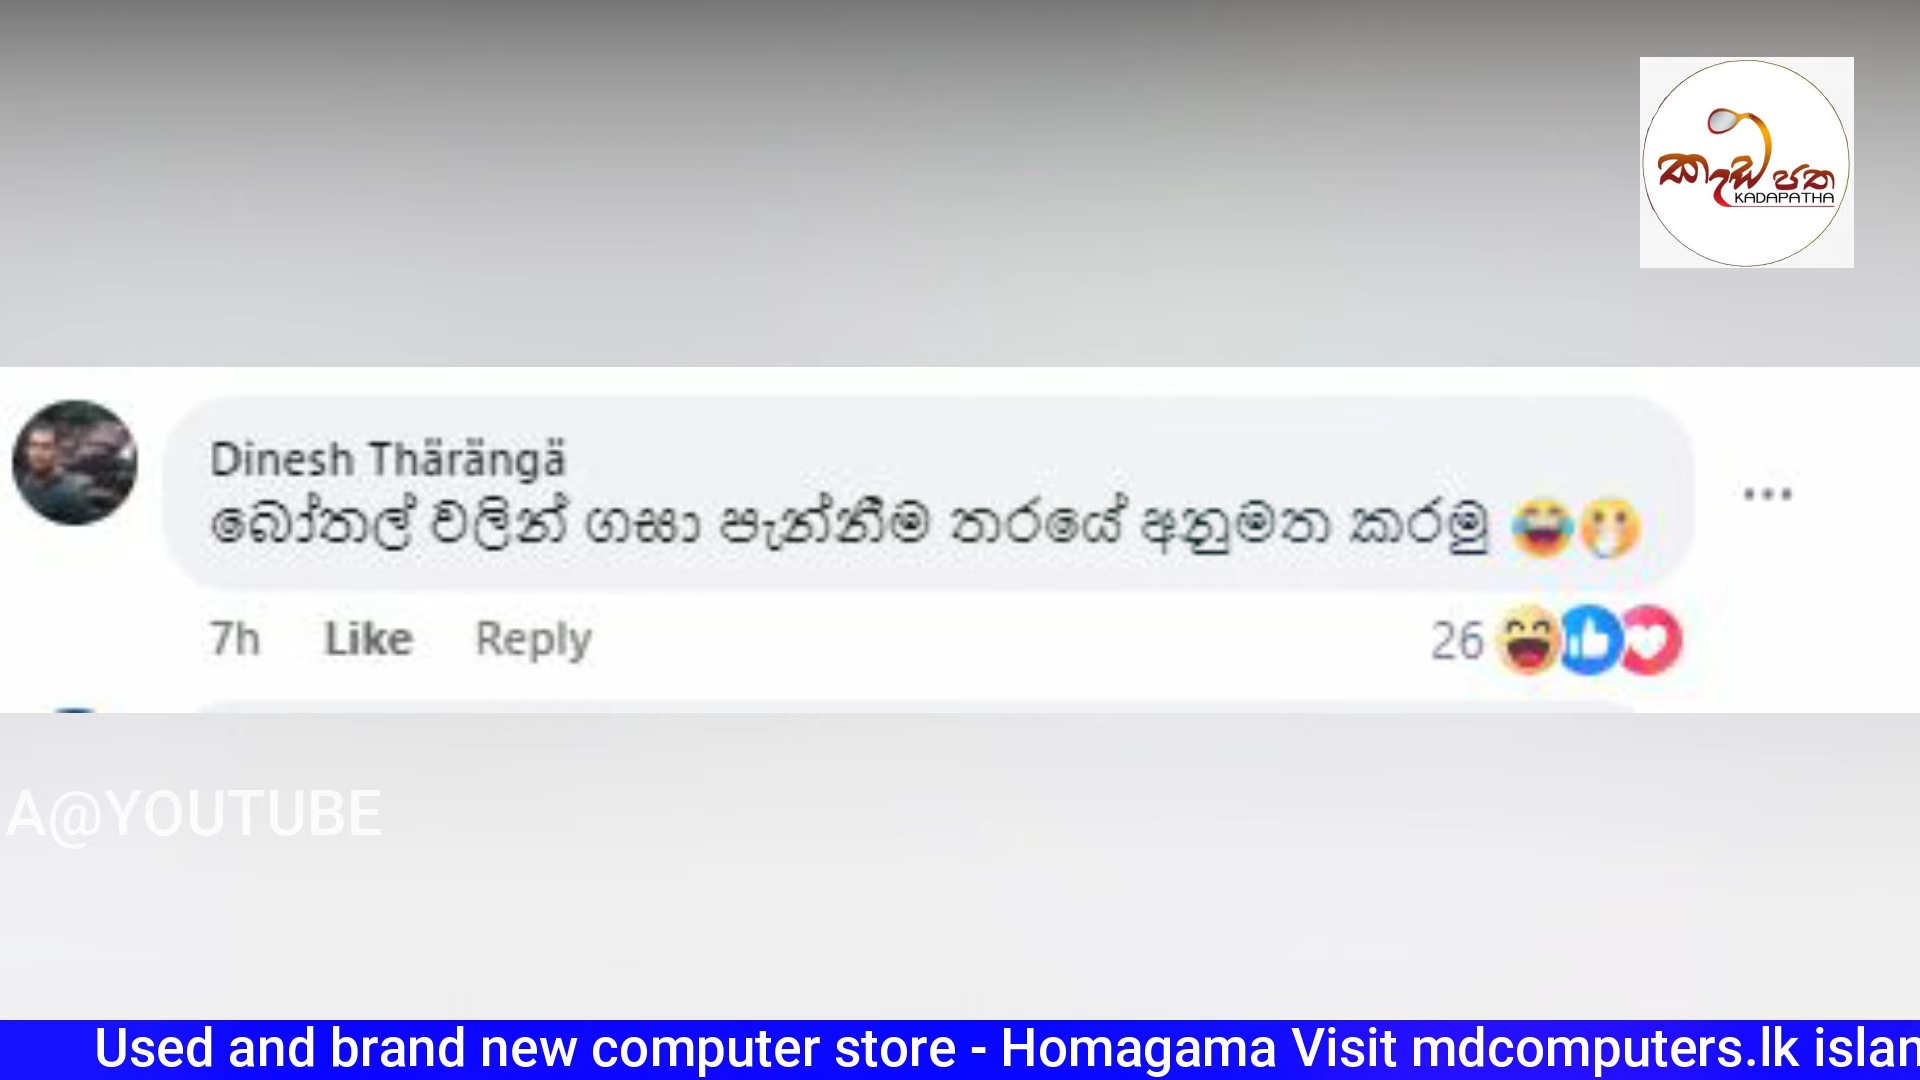 කැඩපත
KADAPATHA
Dinesh Thärängä
බෝතල් වලින් ගසා පැන්නීම තරයේ අනුමත කරමු 😂🤭
7h Like Reply
26
A@YOUTUBE
Used and brand new computer store - Homagama Visit mdcomputers.lk islan